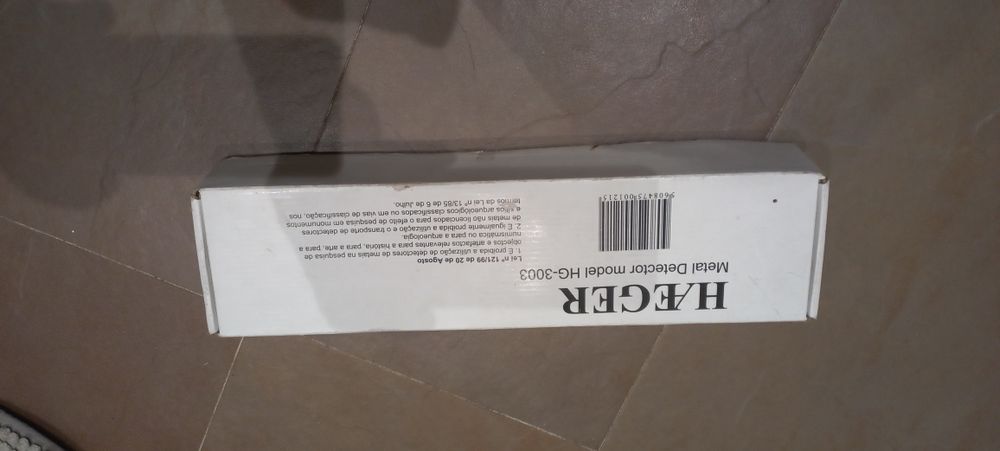 HÆGER
Metal Detector model HG-3003
5608475-001215
Lei nº 121/99 de 20 de Agosto
1. É proibida a utilização de detectores de metais na pesquisa de
objectos e artefactos relevantes para a história, para a arte, para a
numismática ou para a arqueologia.
2. É igualmente proibida a utilização e o transporte de detectores
de metais não licenciados para o efeito de pesquisa em monumentos
e sítios arqueológicos classificados ou em vias de classificação, nos
termos da Lei nº 13/85 de 6 de Julho.